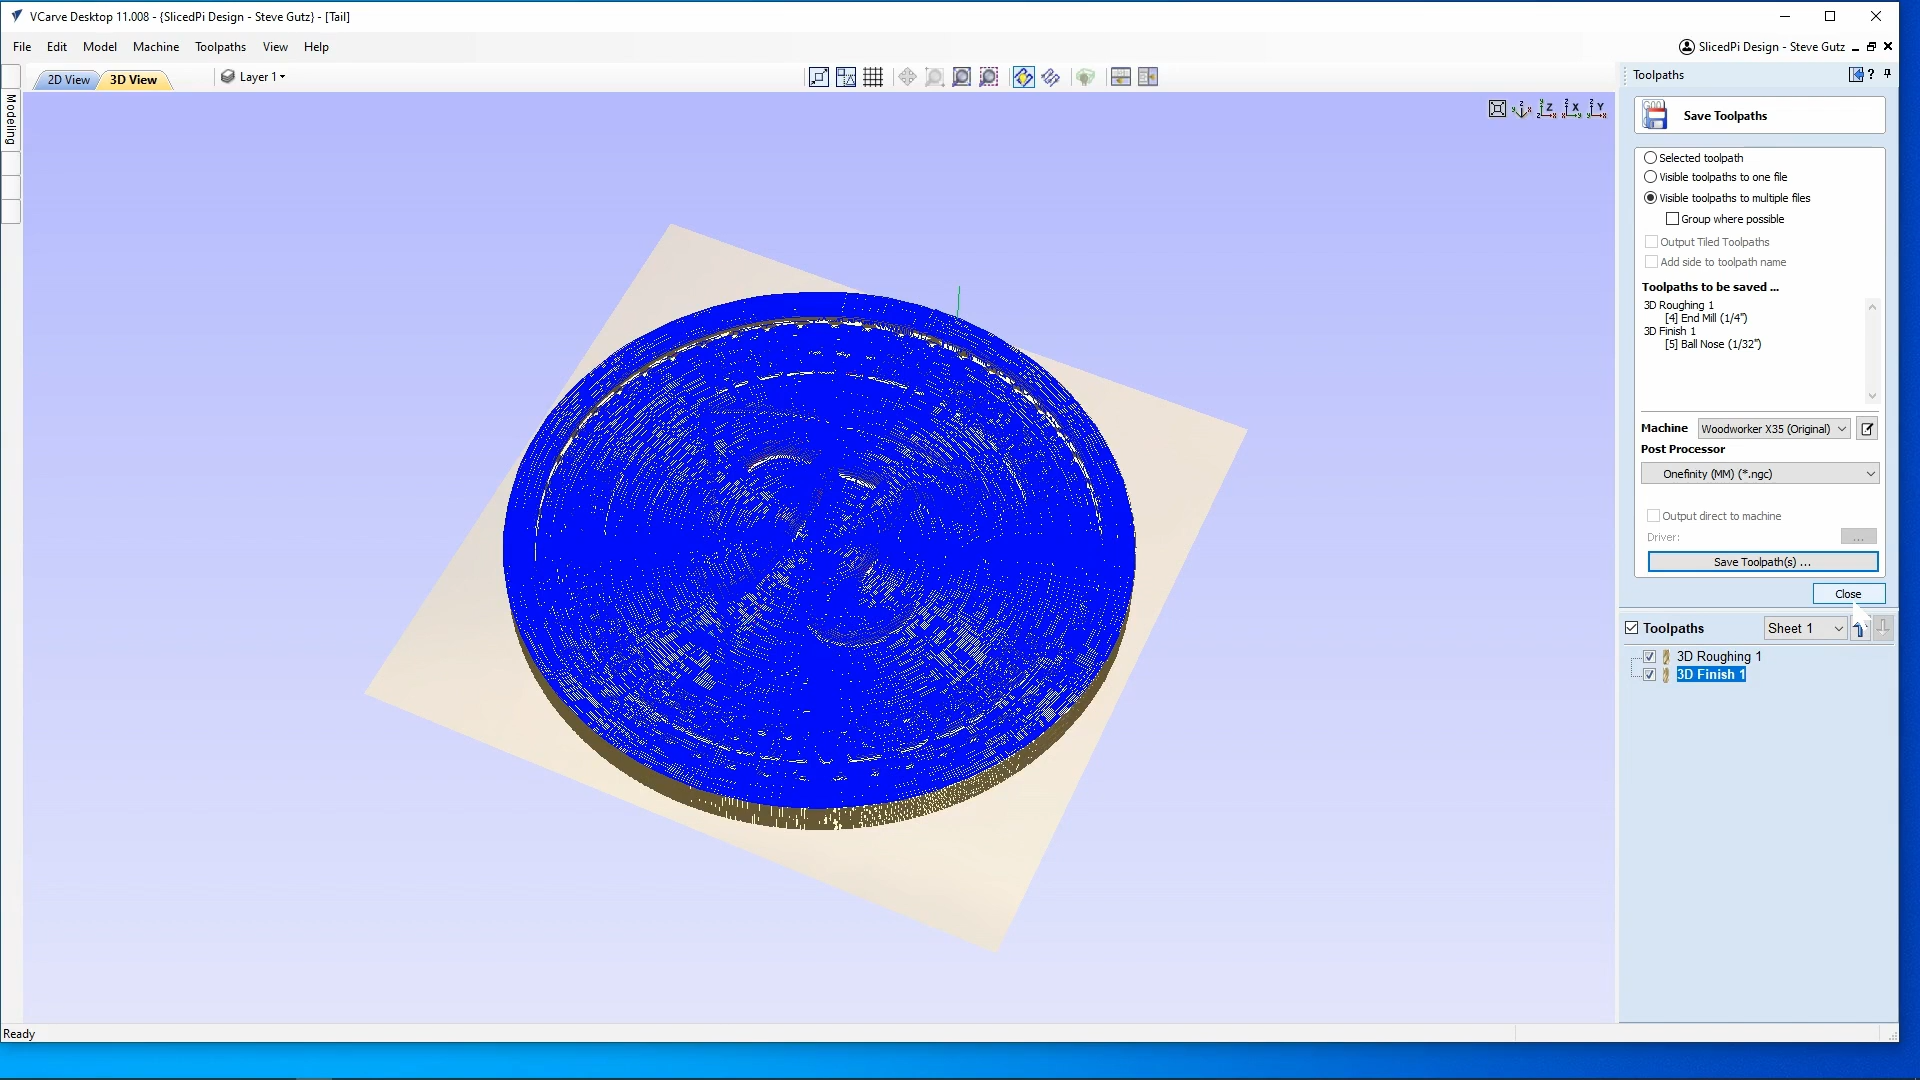 VCarve Desktop 11.008 - {SlicedPi Design - Steve Gutz} - [Tail]
File Edit Model Machine Toolpaths View Help
SlicedPi Design - Steve Gutz
2D View 3D View Layer 1
Modeling
Toolpaths
Save Toolpaths
Selected toolpath
Visible toolpaths to one file
Visible toolpaths to multiple files
Group where possible
Output Tiled Toolpaths
Add side to toolpath name
Toolpaths to be saved ...
3D Roughing 1
[4] End Mill (1/4")
3D Finish 1
[5] Ball Nose (1/32")
Machine Woodworker X35 (Original)
Post Processor
Onefinity (MM) (*.ngc)
Output direct to machine
Driver: ...
Save Toolpath(s) ...
Close
Toolpaths Sheet 1
3D Roughing 1
3D Finish 1
Ready